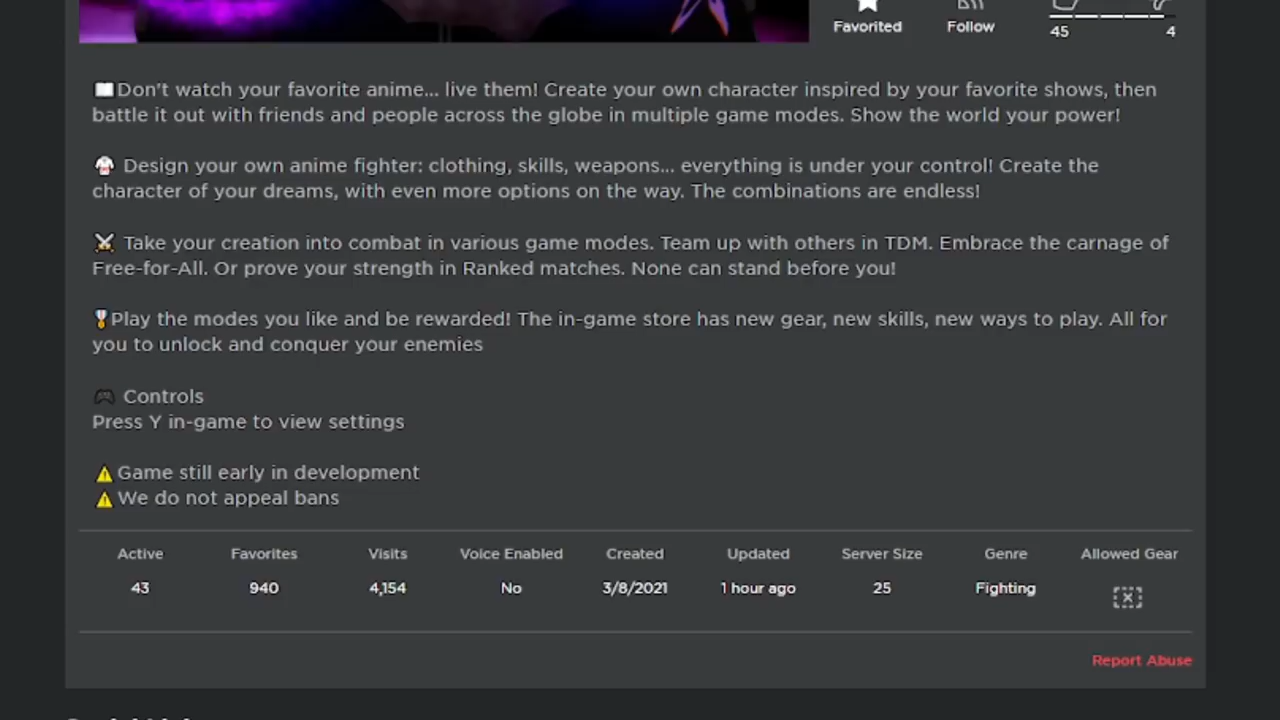 Favorited
Follow
45
4
📖Don't watch your favorite anime... live them! Create your own character inspired by your favorite shows, then
battle it out with friends and people across the globe in multiple game modes. Show the world your power!
🥋 Design your own anime fighter: clothing, skills, weapons... everything is under your control! Create the
character of your dreams, with even more options on the way. The combinations are endless!
⚔️ Take your creation into combat in various game modes. Team up with others in TDM. Embrace the carnage of
Free-for-All. Or prove your strength in Ranked matches. None can stand before you!
🎖️Play the modes you like and be rewarded! The in-game store has new gear, new skills, new ways to play. All for
you to unlock and conquer your enemies
🎮 Controls
Press Y in-game to view settings
⚠️Game still early in development
⚠️We do not appeal bans
Active Favorites Visits Voice Enabled Created Updated Server Size Genre Allowed Gear
43 940 4,154 No 3/8/2021 1 hour ago 25 Fighting
Report Abuse